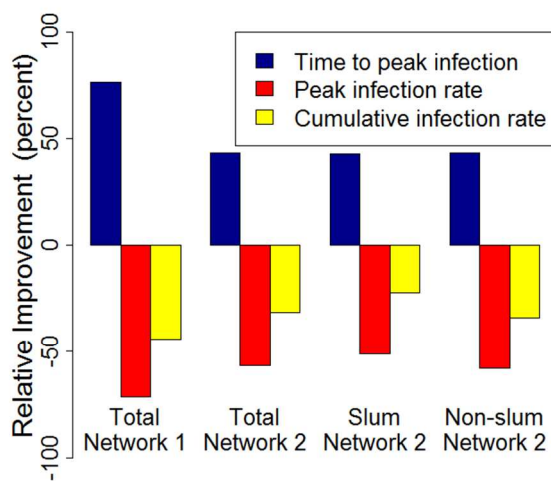 Relative Improvement (percent)
100
50
0
-50
-100
Time to peak infection
Peak infection rate
Cumulative infection rate
Total
Network 1
Total
Network 2
Slum
Network 2
Non-slum
Network 2